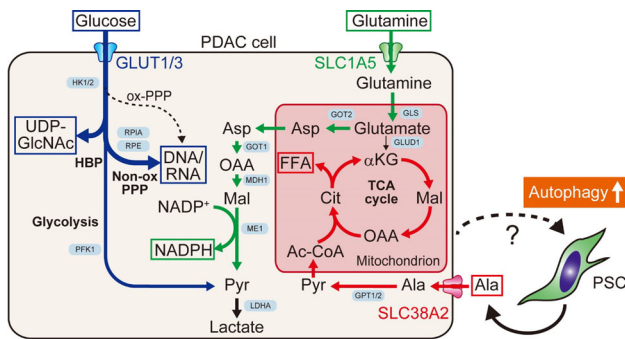 Glucose
Glutamine
PDAC cell
GLUT1/3
SLC1A5
HK1/2
ox-PPP
Glutamine
GLS
UDP-
GlcNAc
HBP
RPIA
RPE
Non-ox
PPP
DNA/
RNA
Asp
Asp
GOT2
Glutamate
GLUD1
GOT1
OAA
MDH1
Mal
FFA
αKG
TCA
cycle
Cit
Mal
OAA
Ac-CoA
Mitochondrion
NADP+
ME1
NADPH
Glycolysis
PFK1
Pyr
LDHA
Lactate
Pyr
GPT1/2
Ala
SLC38A2
Ala
Autophagy
?
PSC